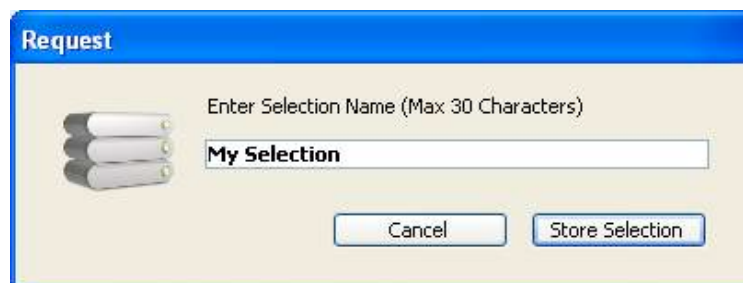 Request
Enter Selection Name (Max 30 Characters)
My Selection
Cancel Store Selection